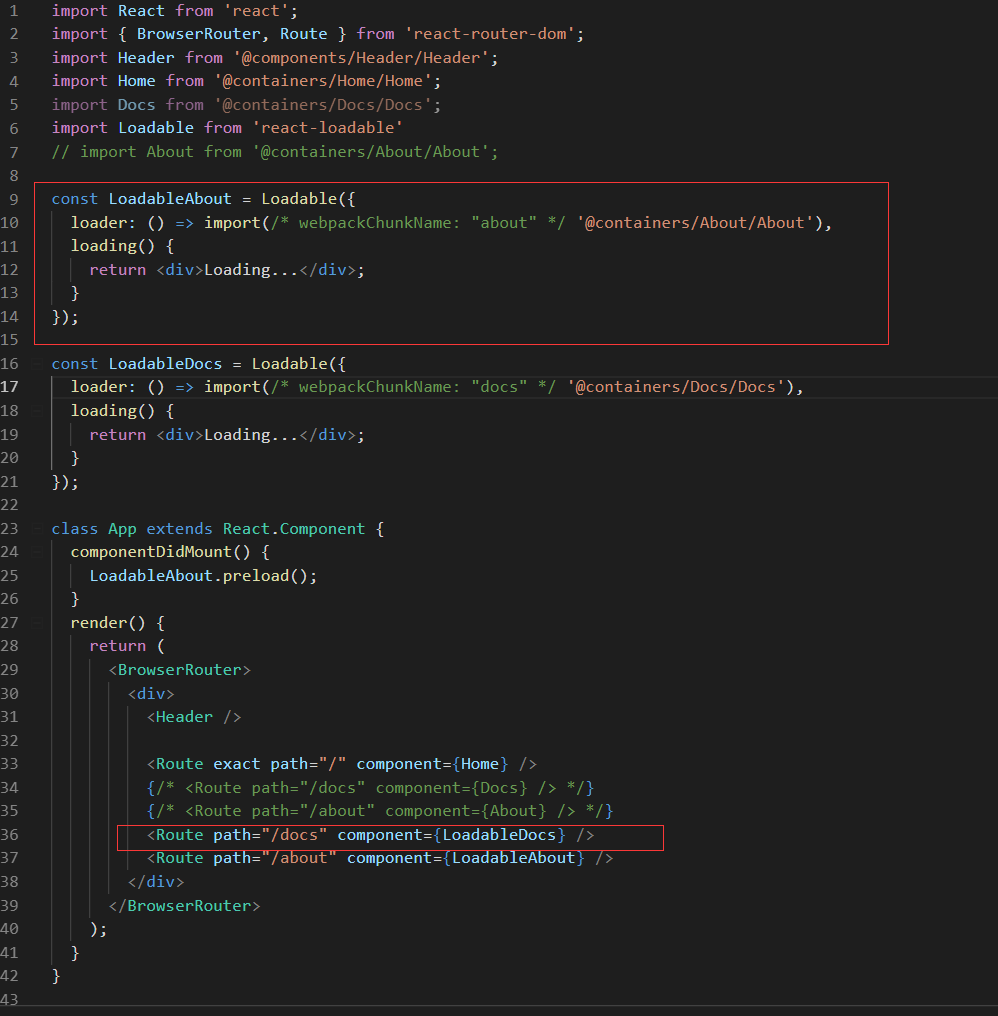 1 import React from 'react';
2 import { BrowserRouter, Route } from 'react-router-dom';
3 import Header from '@components/Header/Header';
4 import Home from '@containers/Home/Home';
5 import Docs from '@containers/Docs/Docs';
6 import Loadable from 'react-loadable'
7 // import About from '@containers/About/About';
8
9 const LoadableAbout = Loadable({
10   loader: () => import(/* webpackChunkName: "about" */ '@containers/About/About'),
11   loading() {
12     return <div>Loading...</div>;
13   }
14 });
15
16 const LoadableDocs = Loadable({
17   loader: () => import(/* webpackChunkName: "docs" */ '@containers/Docs/Docs'),
18   loading() {
19     return <div>Loading...</div>;
20   }
21 });
22
23 class App extends React.Component {
24   componentDidMount() {
25     LoadableAbout.preload();
26   }
27   render() {
28     return (
29       <BrowserRouter>
30         <div>
31           <Header />
32
33           <Route exact path="/" component={Home} />
34           {/* <Route path="/docs" component={Docs} /> */}
35           {/* <Route path="/about" component={About} /> */}
36           <Route path="/docs" component={LoadableDocs} />
37           <Route path="/about" component={LoadableAbout} />
38         </div>
39       </BrowserRouter>
40     );
41   }
42 }
43